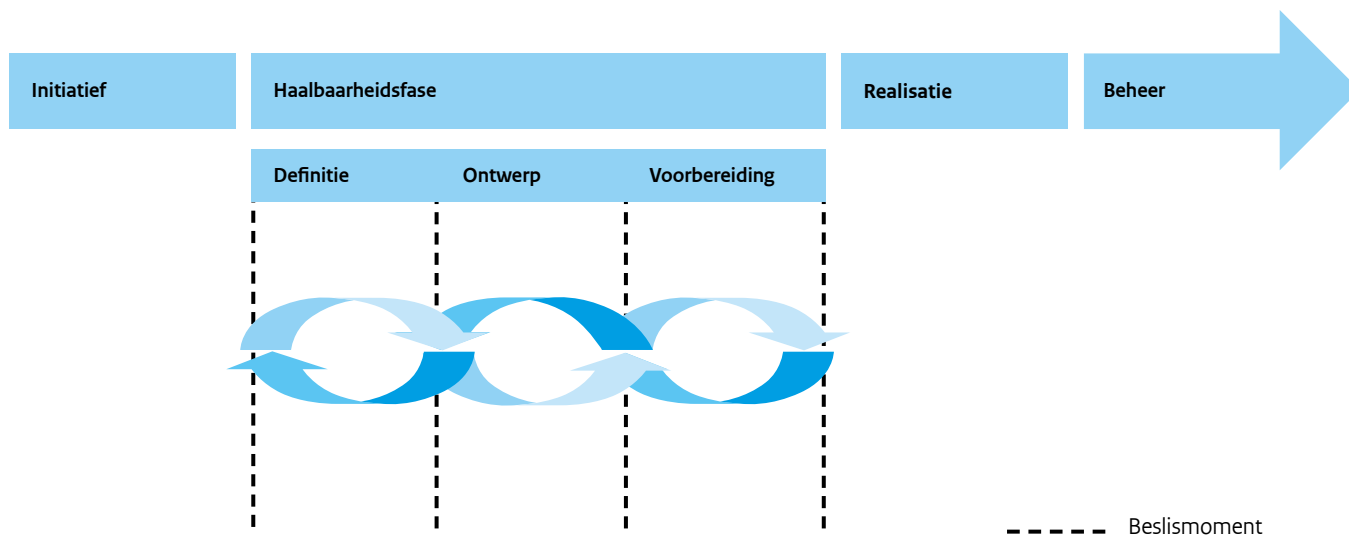 Initiatief
Haalbaarheidsfase
Realisatie
Beheer
Definitie
Ontwerp
Voorbereiding
Beslismoment